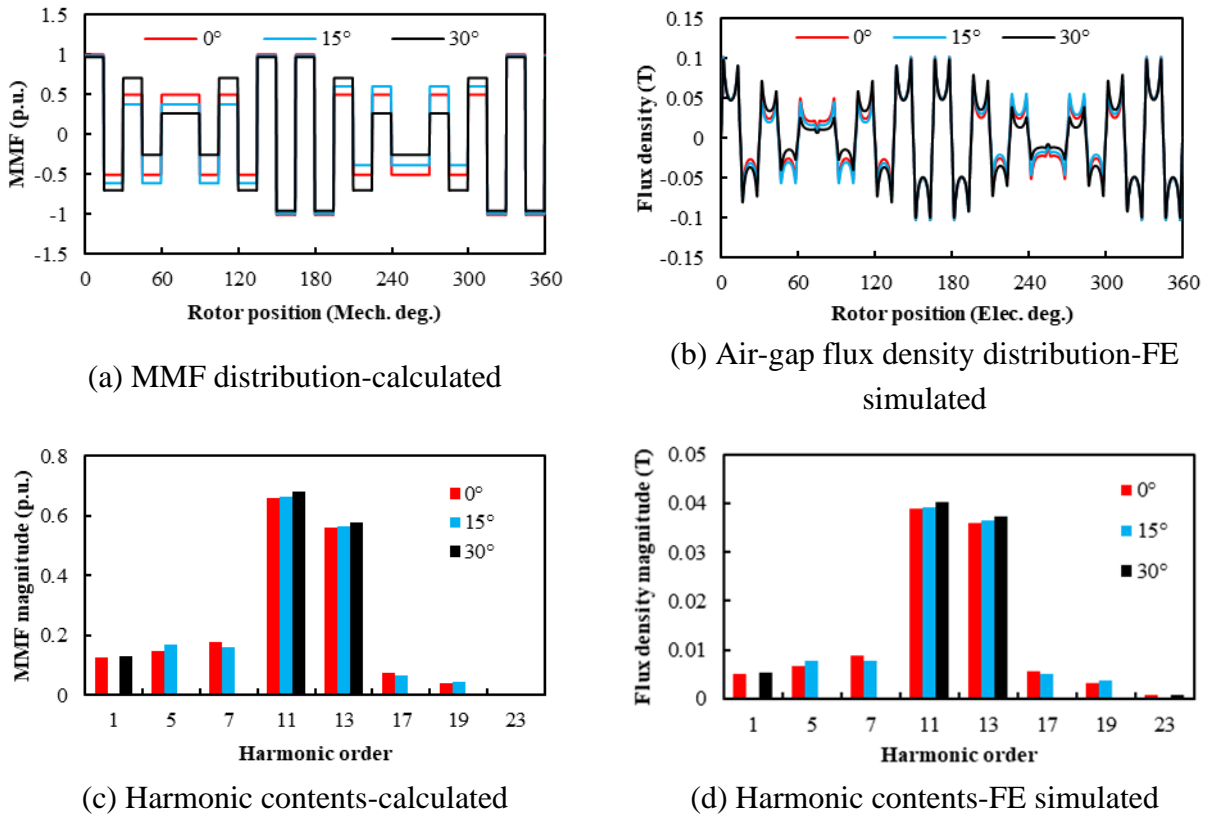 1.5
1
0.5
0
-0.5
-1
-1.5
MMF (p.u.)
0° 15° 30°
0 60 120 180 240 300 360
Rotor position (Mech. deg.)
(a) MMF distribution-calculated
0.15
0.1
0.05
0
-0.05
-0.1
-0.15
Flux density (T)
0° 15° 30°
0 60 120 180 240 300 360
Rotor position (Elec. deg.)
(b) Air-gap flux density distribution-FE
simulated
0.8
0.6
0.4
0.2
0
MMF magnitude (p.u.)
0°
15°
30°
1 5 7 11 13 17 19 23
Harmonic order
(c) Harmonic contents-calculated
0.05
0.04
0.03
0.02
0.01
0
Flux density magnitude (T)
0°
15°
30°
1 5 7 11 13 17 19 23
Harmonic order
(d) Harmonic contents-FE simulated